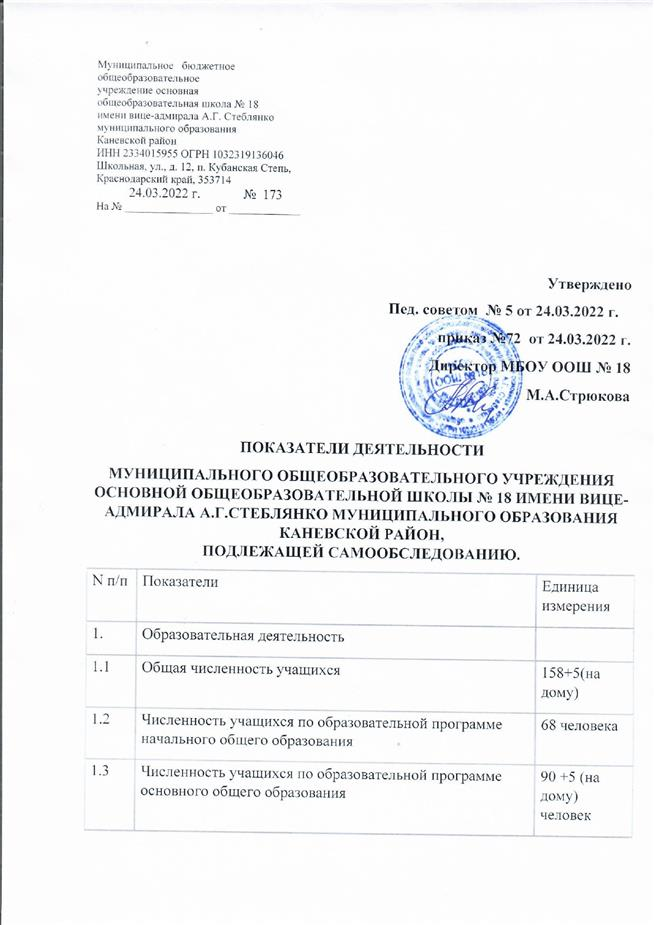 Муниципальное бюджетное
общеобразовательное
учреждение основная
общеобразовательная школа № 18
имени вице-адмирала А.Г. Стеблянко
муниципального образования
Каневской район
ИНН 2334015955 ОГРН 1032319136046
Школьная, ул., д. 12, п. Кубанская Степь,
Краснодарский край, 353714
24.03.2022 г. № 173
На № ________________ от _____________
Утверждено
Пед. советом № 5 от 24.03.2022 г.
приказ №72 от 24.03.2022 г.
Директор МБОУ ООШ № 18
М.А.Стрюкова
ООШ № 18
ПОКАЗАТЕЛИ ДЕЯТЕЛЬНОСТИ
МУНИЦИПАЛЬНОГО ОБЩЕОБРАЗОВАТЕЛЬНОГО УЧРЕЖДЕНИЯ
ОСНОВНОЙ ОБЩЕОБРАЗОВАТЕЛЬНОЙ ШКОЛЫ № 18 ИМЕНИ ВИЦЕ-
АДМИРАЛА А.Г.СТЕБЛЯНКО МУНИЦИПАЛЬНОГО ОБРАЗОВАНИЯ
КАНЕВСКОЙ РАЙОН,
ПОДЛЕЖАЩЕЙ САМООБСЛЕДОВАНИЮ.
N п/п Показатели Единица
измерения
1. Образовательная деятельность
1.1 Общая численность учащихся 158+5(на
дому)
1.2 Численность учащихся по образовательной программе 68 человека
начального общего образования
1.3 Численность учащихся по образовательной программе 90 +5 (на
основного общего образования дому)
человек